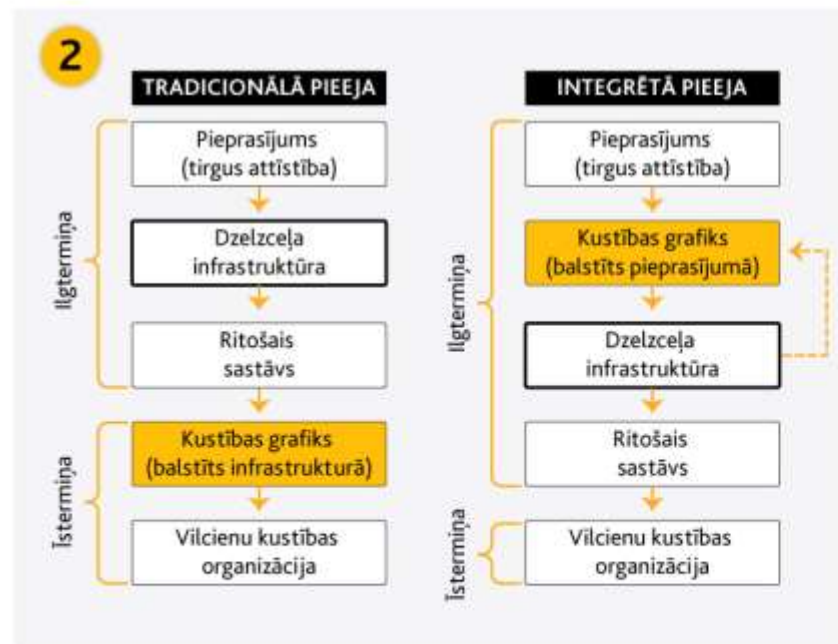 2
TRADICIONĀLĀ PIEEJA
Ilgtermiņa
Pieprasījums
(tirgus attīstība)
Dzelzceļa
infrastruktūra
Ritošais
sastāvs
Īstermiņa
Kustības grafiks
(balstīts infrastrukturā)
Vilcienu kustības
organizācija
INTEGRĒTĀ PIEEJA
Ilgtermiņa
Pieprasījums
(tirgus attīstība)
Kustības grafiks
(balstīts pieprasījumā)
Dzelzceļa
infrastruktūra
Ritošais
sastāvs
Īstermiņa
Vilcienu kustības
organizācija